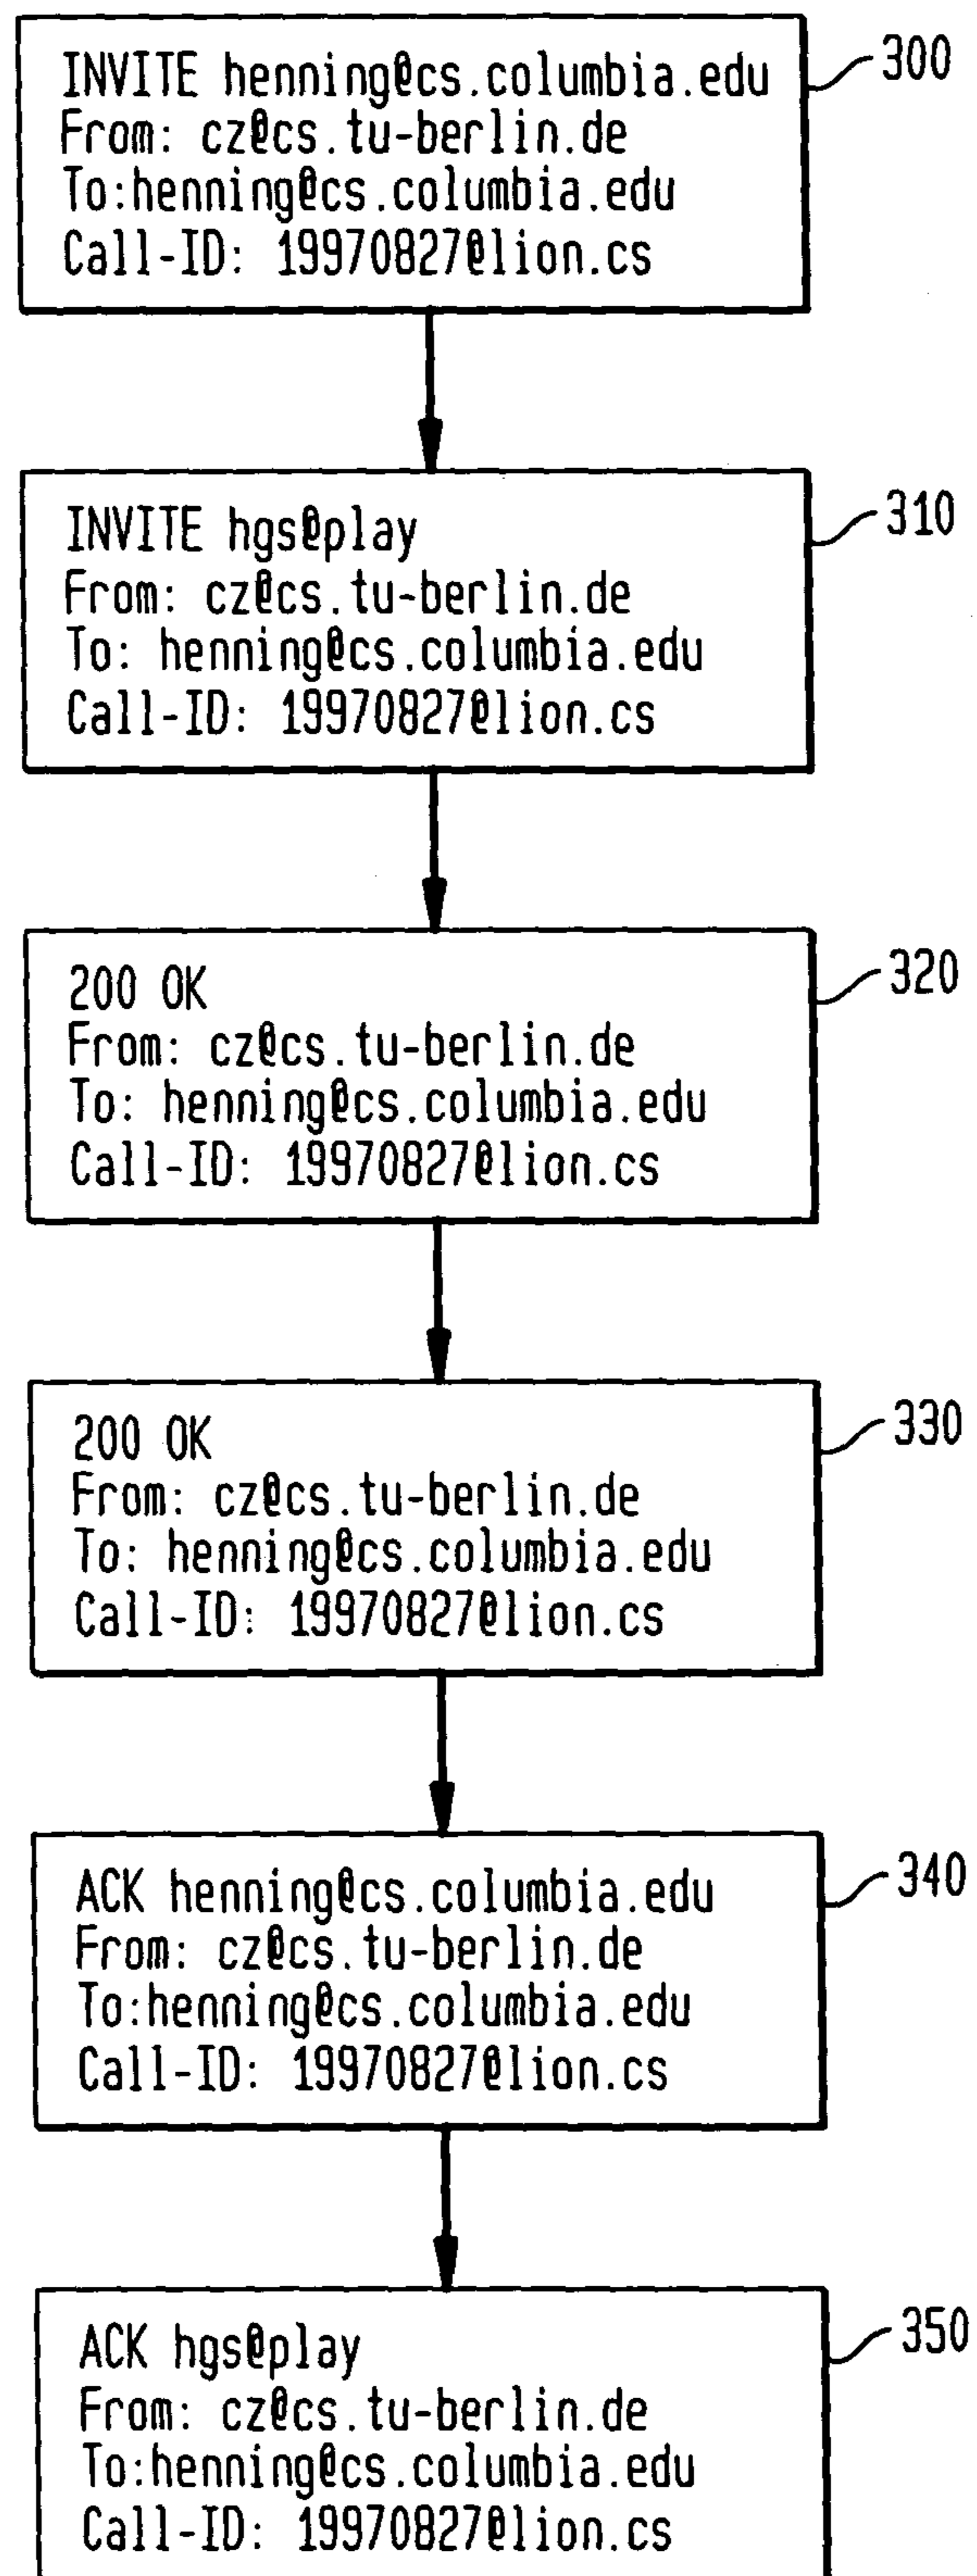 INVITE henning@cs.columbia.edu
From: cz@cs.tu-berlin.de
To:henning@cs.columbia.edu
Call-ID: 19970827@lion.cs
300
INVITE hgs@play
From: cz@cs.tu-berlin.de
To: henning@cs.columbia.edu
Call-ID: 19970827@lion.cs
310
200 OK
From: cz@cs.tu-berlin.de
To: henning@cs.columbia.edu
Call-ID: 19970827@lion.cs
320
200 OK
From: cz@cs.tu-berlin.de
To: henning@cs.columbia.edu
Call-ID: 19970827@lion.cs
330
ACK henning@cs.columbia.edu
From: cz@cs.tu-berlin.de
To:henning@cs.columbia.edu
Call-ID: 19970827@lion.cs
340
ACK hgs@play
From: cz@cs.tu-berlin.de
To:henning@cs.columbia.edu
Call-ID: 19970827@lion.cs
350